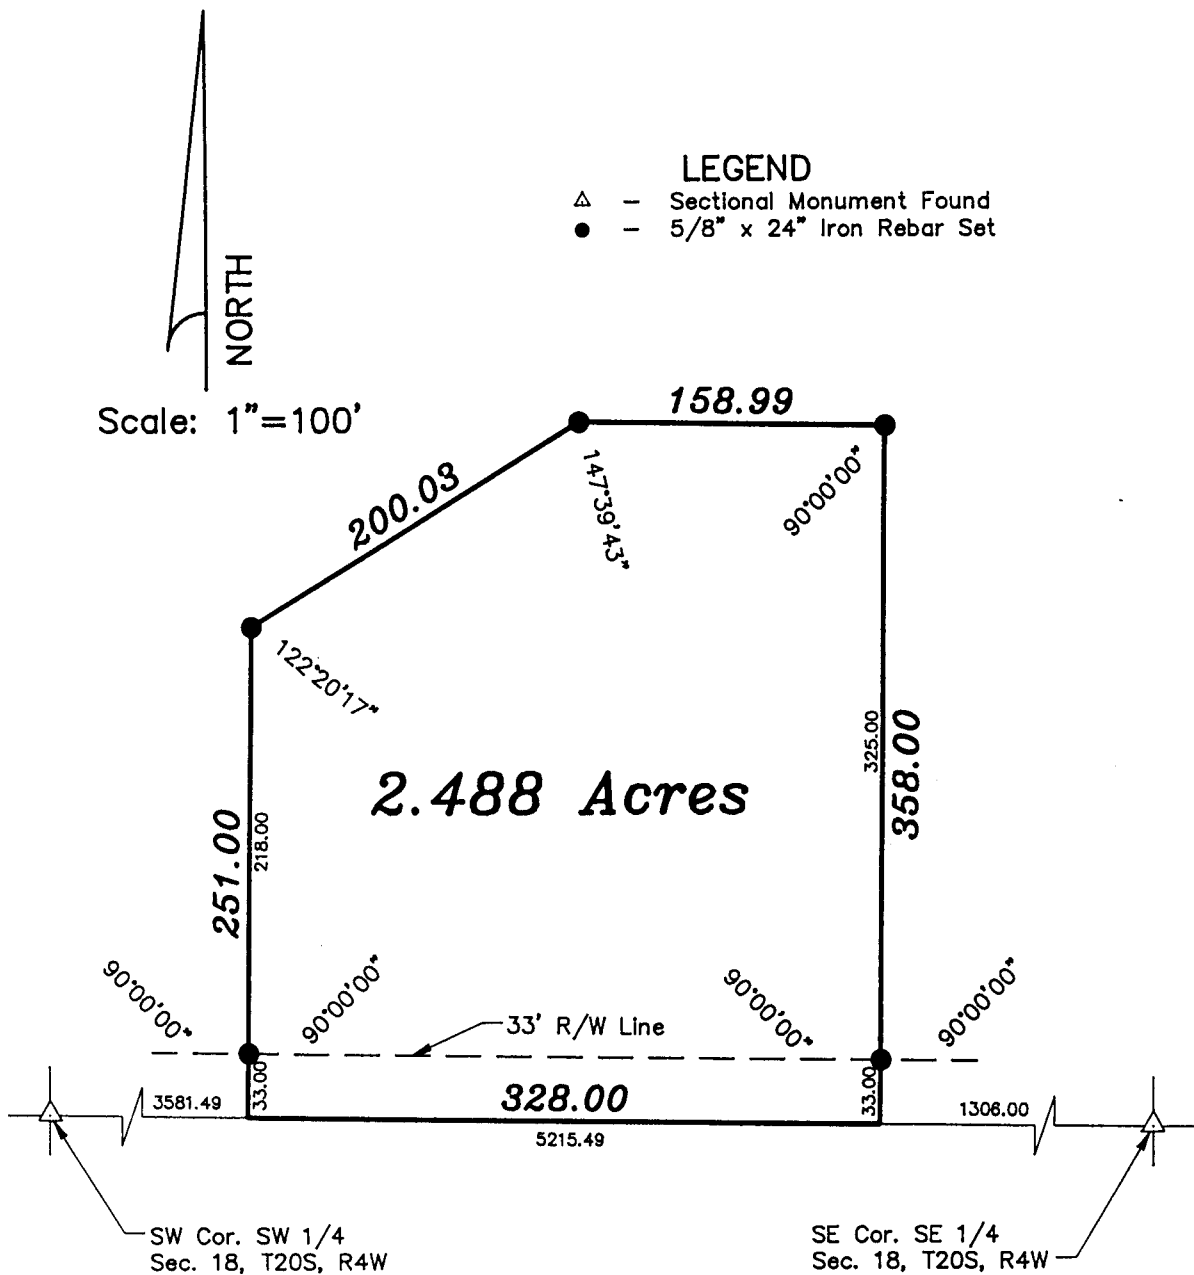 LEGEND
△ – Sectional Monument Found
● – 5/8" x 24" Iron Rebar Set
NORTH
Scale: 1"=100'
158.99
200.03
147°39'43"
90°00'00"
122°20'17"
325.00
358.00
2.488 Acres
251.00
218.00
90°00'00"
90°00'00"
90°00'00"
90°00'00"
33' R/W Line
3581.49
33.00
328.00
33.00
1306.00
5215.49
SW Cor. SW 1/4
Sec. 18, T20S, R4W
SE Cor. SE 1/4
Sec. 18, T20S, R4W